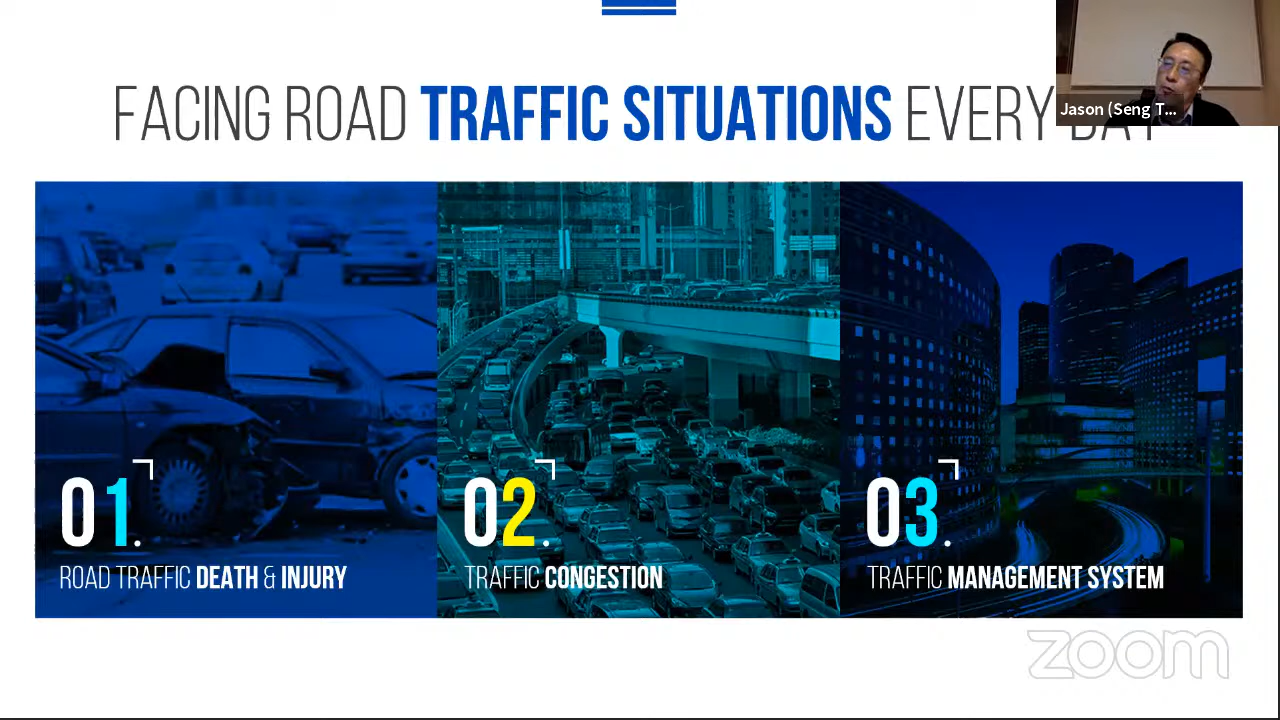 FACING ROAD TRAFFIC SITUATIONS EVERY DAY
Jason (Seng T...
01.
ROAD TRAFFIC DEATH & INJURY
02.
TRAFFIC CONGESTION
03.
TRAFFIC MANAGEMENT SYSTEM
zoom